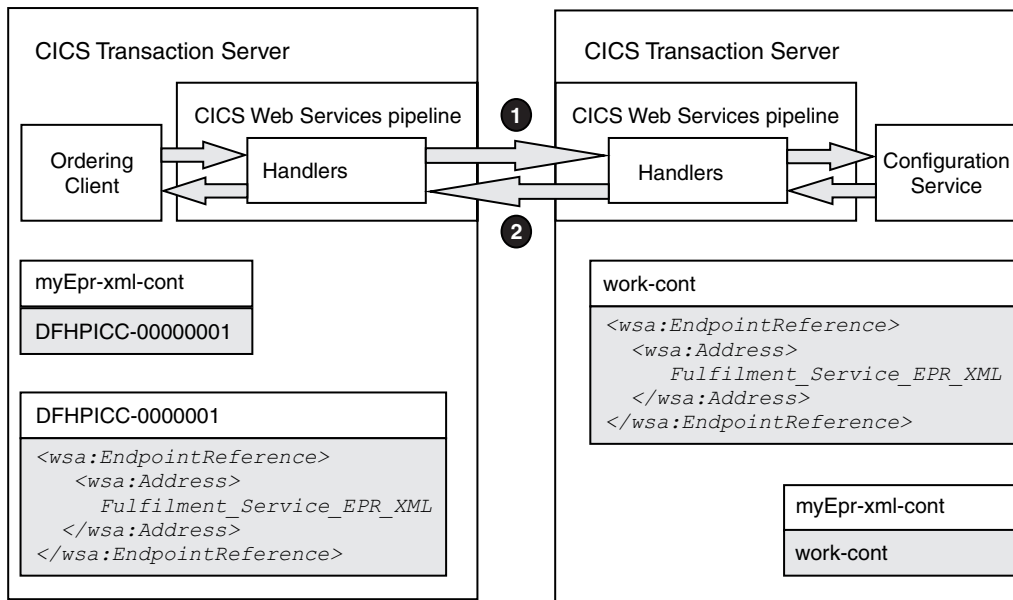 CICS Transaction Server
CICS Web Services pipeline
Ordering
Client
Handlers
1
2
CICS Transaction Server
CICS Web Services pipeline
Handlers
Configuration
Service
myEpr-xml-cont
DFHPICC-00000001
DFHPICC-0000001
<wsa:EndpointReference>
<wsa:Address>
Fulfilment_Service_EPR_XML
</wsa:Address>
</wsa:EndpointReference>
work-cont
<wsa:EndpointReference>
<wsa:Address>
Fulfilment_Service_EPR_XML
</wsa:Address>
</wsa:EndpointReference>
myEpr-xml-cont
work-cont